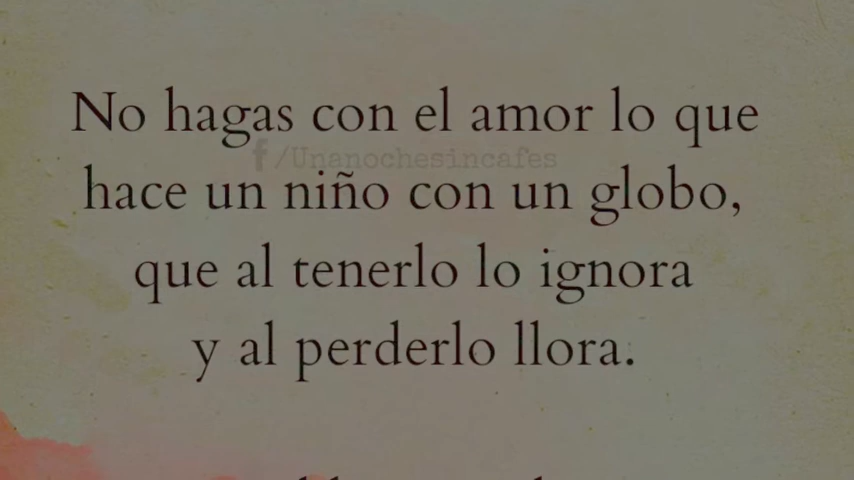 No hagas con el amor lo que
f/Unanochesincafes
hace un niño con un globo,
que al tenerlo lo ignora
y al perderlo llora.